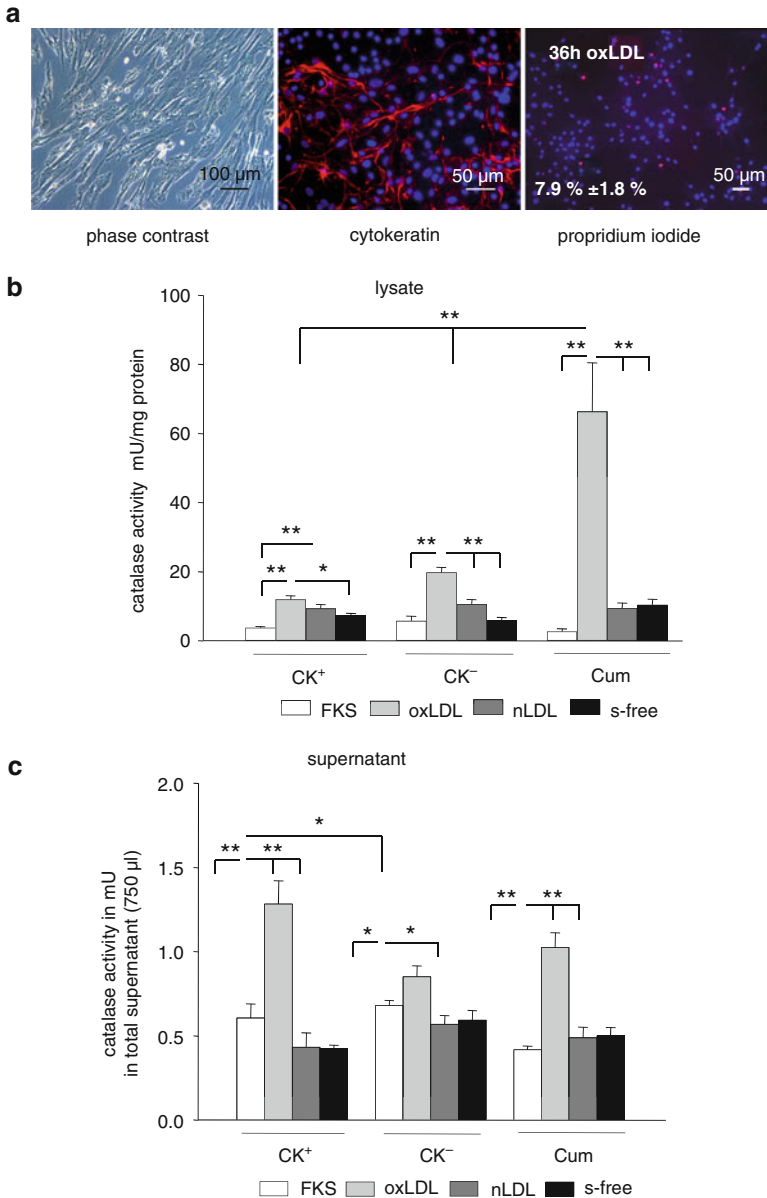 a
36h oxLDL
100 µm
50 µm
7.9 % ±1.8 %
50 µm
phase contrast
cytokeratin
propridium iodide
b
lysate
catalase activity mU/mg protein
100
80
60
40
20
0
**
** **
**
** *
** **
CK⁺
CK⁻
Cum
FKS oxLDL nLDL s-free
c
supernatant
catalase activity in mU
in total supernatant (750 µl)
2.0
1.5
1.0
0.5
0.0
*
** **
* *
** **
CK⁺
CK⁻
Cum
FKS oxLDL nLDL s-free